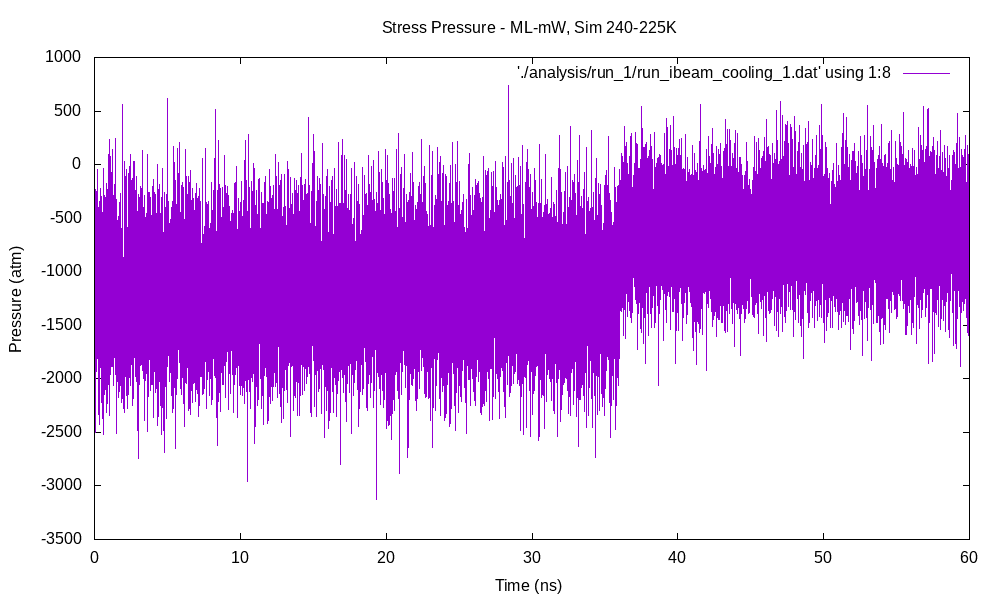 Stress Pressure - ML-mW, Sim 240-225K
'./analysis/run_1/run_ibeam_cooling_1.dat' using 1:8
1000
500
0
-500
-1000
-1500
-2000
-2500
-3000
-3500
Pressure (atm)
0 10 20 30 40 50 60
Time (ns)